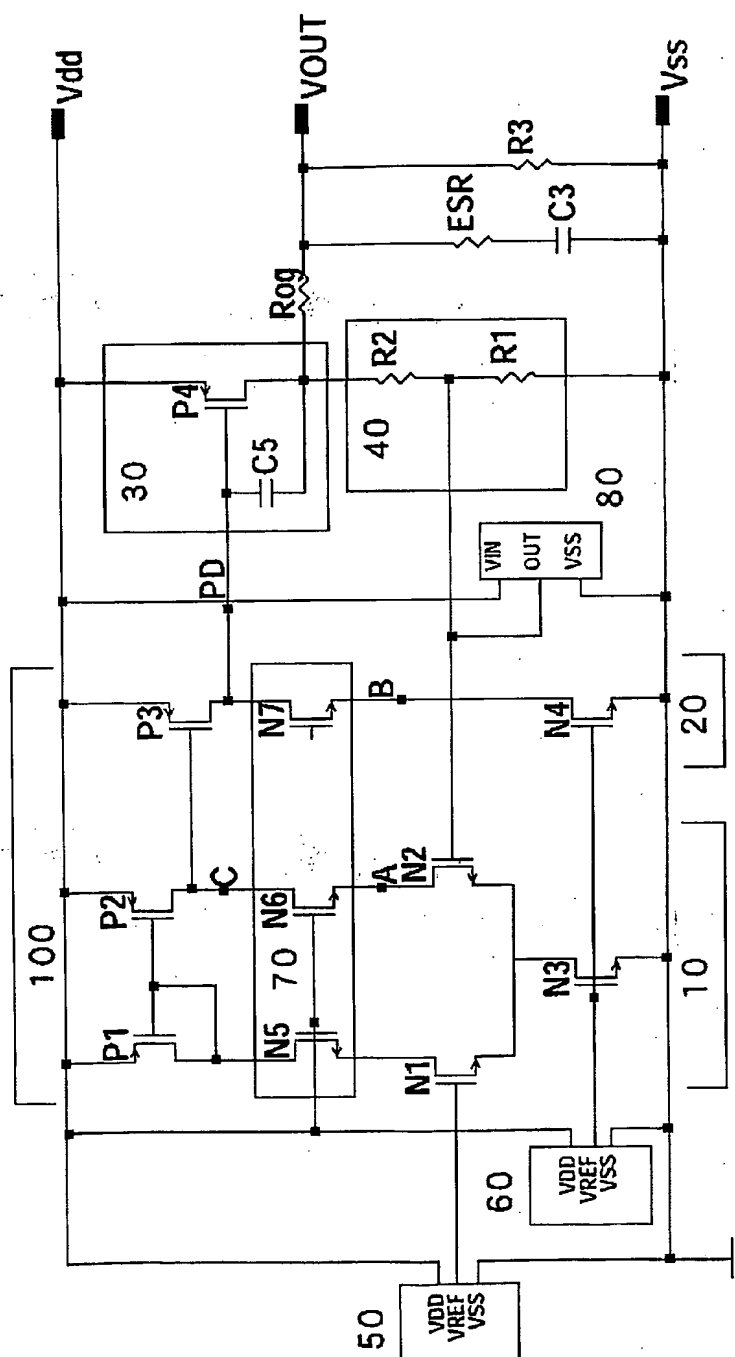 Vdd
VOUT
Vss
R3
ESR
C3
Rog
P4
30
C5
R2
R1
40
80
VIN
OUT
VSS
PD
100
P3
N7
B
N4
20
P2
C
N6
A
N2
70
P1
N5
N1
N3
10
60
VDD
VREF
VSS
50
VDD
VREF
VSS